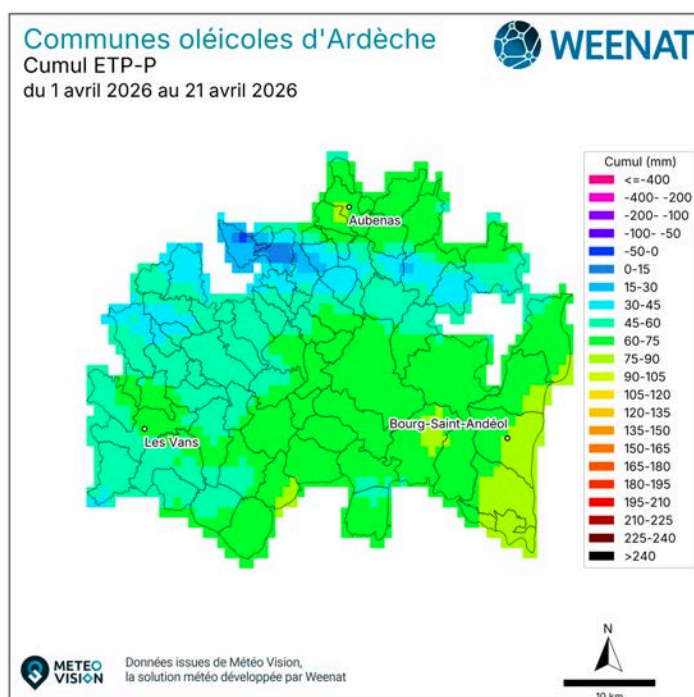 Communes oléicoles d'Ardèche
Cumul ETP-P
du 1 avril 2026 au 21 avril 2026
WEENAT
Cumul (mm)
<=-400
-400- -200
-200- -100
-100- -50
-50-0
0-15
15-30
30-45
45-60
60-75
75-90
90-105
105-120
120-135
135-150
150-165
165-180
180-195
195-210
210-225
225-240
>240
Aubenas
Bourg-Saint-Andéol
Les Vans
N
10 km
METEO
VISION
Données issues de Météo Vision,
la solution météo développée par Weenat